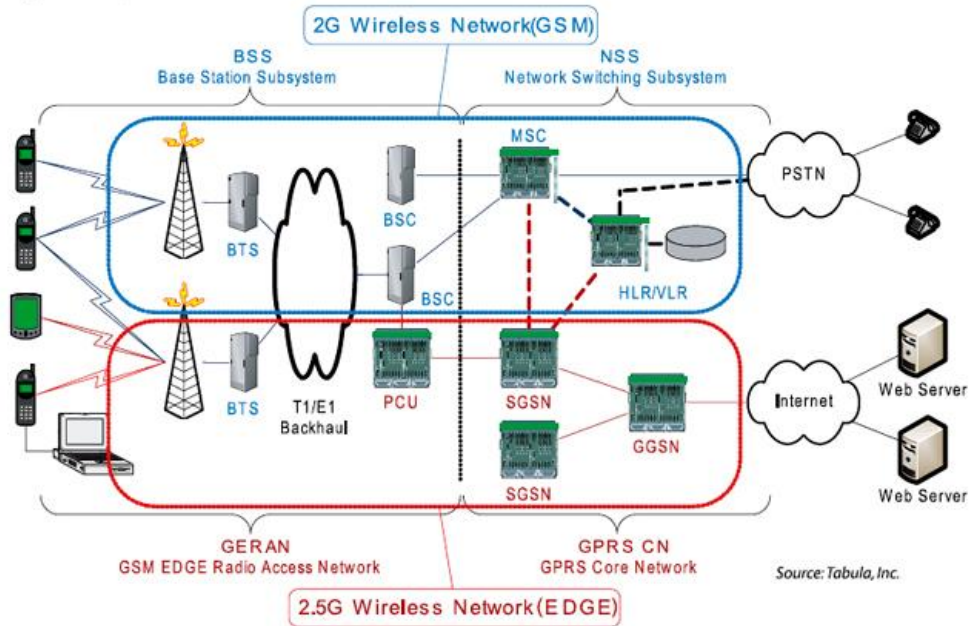 2G Wireless Network(GSM)
BSS
Base Station Subsystem
NSS
Network Switching Subsystem
MSC
PSTN
BSC
BTS
BSC
HLR/VLR
BTS
T1/E1
Backhaul
PCU
SGSN
GGSN
SGSN
Internet
Web Server
Web Server
GERAN
GSM EDGE Radio Access Network
GPRS CN
GPRS Core Network
Source: Tabula, Inc.
2.5G Wireless Network(EDGE)